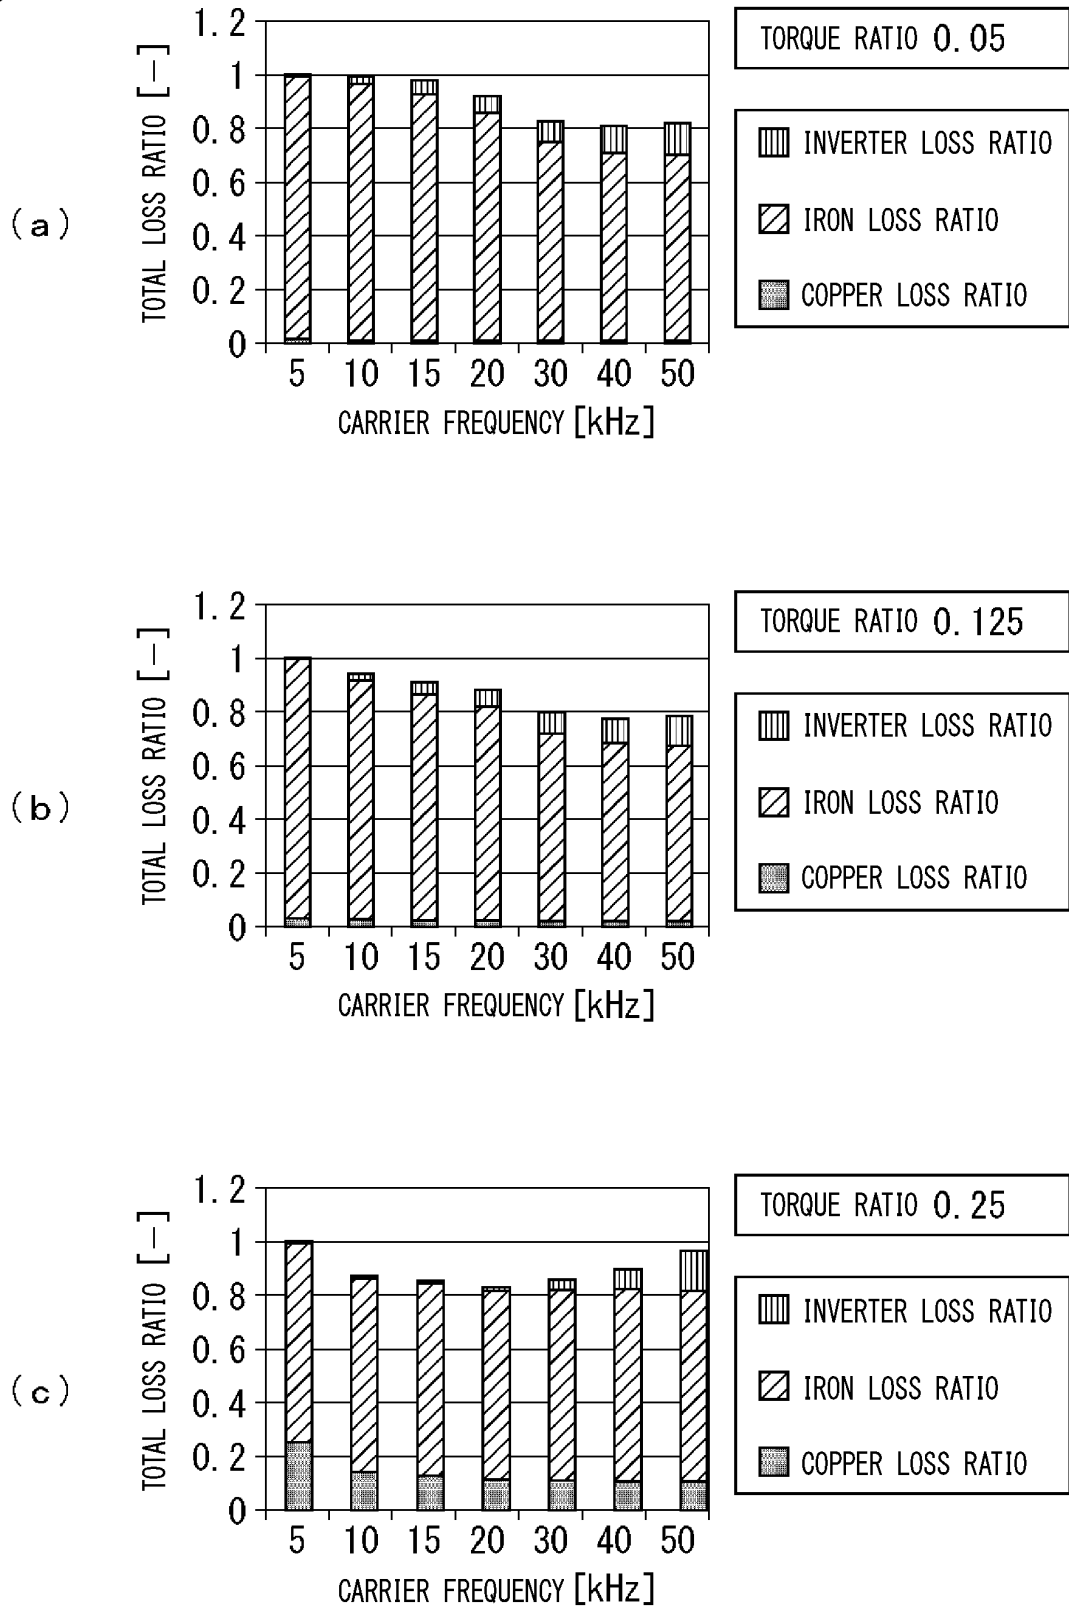 (a)
TOTAL LOSS RATIO [—]
1.2
1
0.8
0.6
0.4
0.2
0
5 10 15 20 30 40 50
CARRIER FREQUENCY [kHz]
TORQUE RATIO 0.05
INVERTER LOSS RATIO
IRON LOSS RATIO
COPPER LOSS RATIO
(b)
TOTAL LOSS RATIO [—]
1.2
1
0.8
0.6
0.4
0.2
0
5 10 15 20 30 40 50
CARRIER FREQUENCY [kHz]
TORQUE RATIO 0.125
INVERTER LOSS RATIO
IRON LOSS RATIO
COPPER LOSS RATIO
(c)
TOTAL LOSS RATIO [—]
1.2
1
0.8
0.6
0.4
0.2
0
5 10 15 20 30 40 50
CARRIER FREQUENCY [kHz]
TORQUE RATIO 0.25
INVERTER LOSS RATIO
IRON LOSS RATIO
COPPER LOSS RATIO